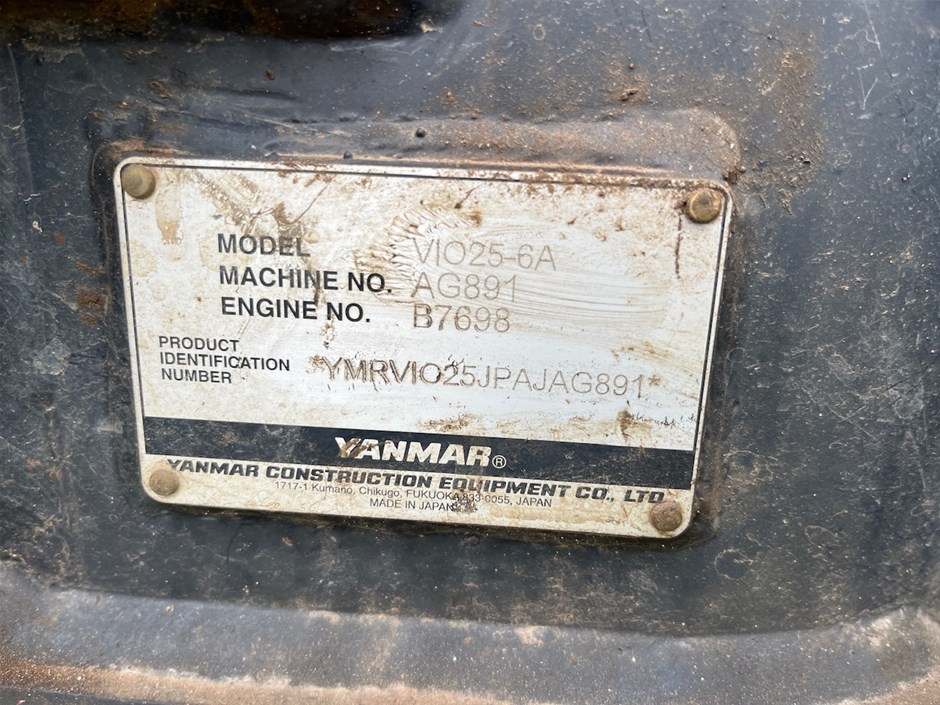 MODEL VIO25-6A
MACHINE NO. AG891
ENGINE NO. B7698
PRODUCT
IDENTIFICATION
NUMBER *YMRVIO25JPAJAG891*
YANMAR®
YANMAR CONSTRUCTION EQUIPMENT CO., LTD
1717-1 Kumano, Chikugo, FUKUOKA 833-0055, JAPAN
MADE IN JAPAN